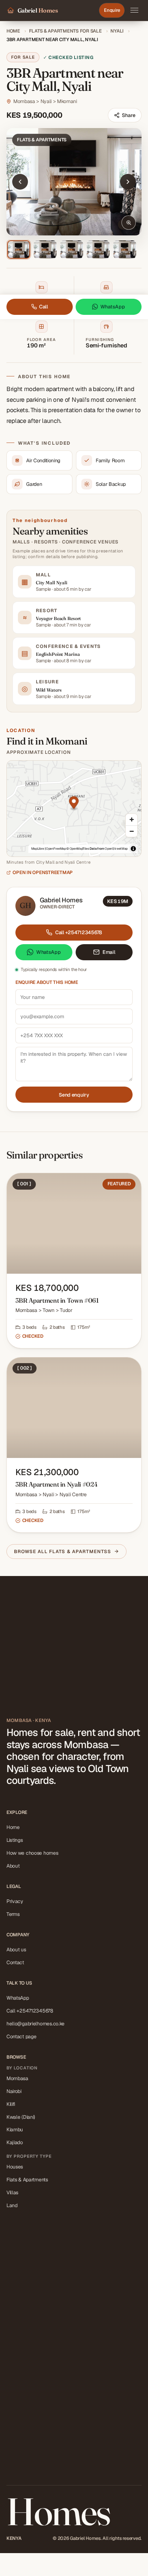 Gabriel Homes
Enquire
HOME › FLATS & APARTMENTS FOR SALE › NYALI ›
3BR APARTMENT NEAR CITY MALL, NYALI
FOR SALE ✓ CHECKED LISTING
3BR Apartment near
City Mall, Nyali
Mombasa > Nyali > Mkomani
KES 19,500,000
Share
FLATS & APARTMENTS
Call
WhatsApp
FLOOR AREA
190 m²
FURNISHING
Semi-furnished
ABOUT THIS HOME
Bright modern apartment with a balcony, lift and
secure parking in one of Nyali's most convenient
pockets. This is presentation data for the owner to
replace after launch.
WHAT'S INCLUDED
Air Conditioning
Family Room
Garden
Solar Backup
The neighbourhood
Nearby amenities
MALLS · RESORTS · CONFERENCE VENUES
Example places and drive times for this presentation
listing; confirm details before publishing.
MALL
City Mall Nyali
Sample · about 6 min by car
RESORT
Voyager Beach Resort
Sample · about 7 min by car
CONFERENCE & EVENTS
EnglishPoint Marina
Sample · about 8 min by car
LEISURE
Wild Waters
Sample · about 9 min by car
LOCATION
Find it in Mkomani
APPROXIMATE LOCATION
Nyali Road
LEISURE
Minutes from City Mall and Nyali Centre
OPEN IN OPENSTREETMAP
GH
Gabriel Homes
OWNER-DIRECT
KES 19M
Call +254712345678
WhatsApp
Email
Typically responds within the hour
ENQUIRE ABOUT THIS HOME
Your name
you@example.com
+254 7XX XXX XXX
I'm interested in this property. When can I view
it?
Send enquiry
Similar properties
[001]
FEATURED
KES 18,700,000
3BR Apartment in Town #061
Mombasa > Town > Tudor
3 beds 2 baths 175m²
CHECKED
[002]
KES 21,300,000
3BR Apartment in Nyali #024
Mombasa > Nyali > Nyali Centre
3 beds 2 baths 175m²
CHECKED
BROWSE ALL FLATS & APARTMENTSS →
MOMBASA · KENYA
Homes for sale, rent and short
stays across Mombasa —
chosen for character, from
Nyali sea views to Old Town
courtyards.
EXPLORE
Home
Listings
How we choose homes
About
LEGAL
Privacy
Terms
COMPANY
About us
Contact
TALK TO US
WhatsApp
Call +254712345678
hello@gabrielhomes.co.ke
Contact page
BROWSE
BY LOCATION
Mombasa
Nairobi
Kilifi
Kwale (Diani)
Kiambu
Kajiado
BY PROPERTY TYPE
Houses
Flats & Apartments
Villas
Land
Homes
KENYA
© 2026 Gabriel Homes. All rights reserved.